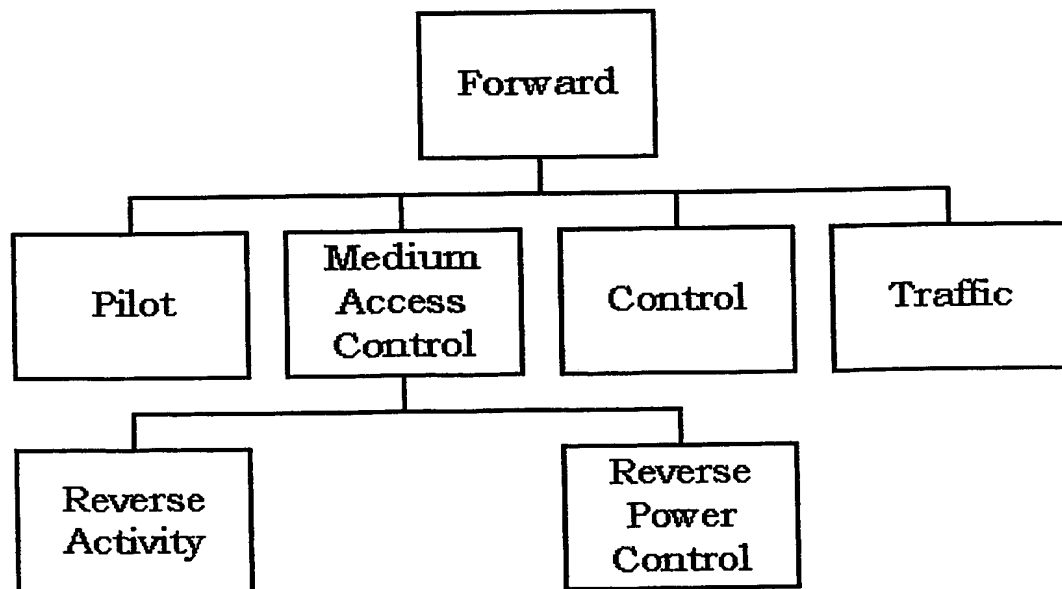 Forward
Pilot
Medium
Access
Control
Control
Traffic
Reverse
Activity
Reverse
Power
Control